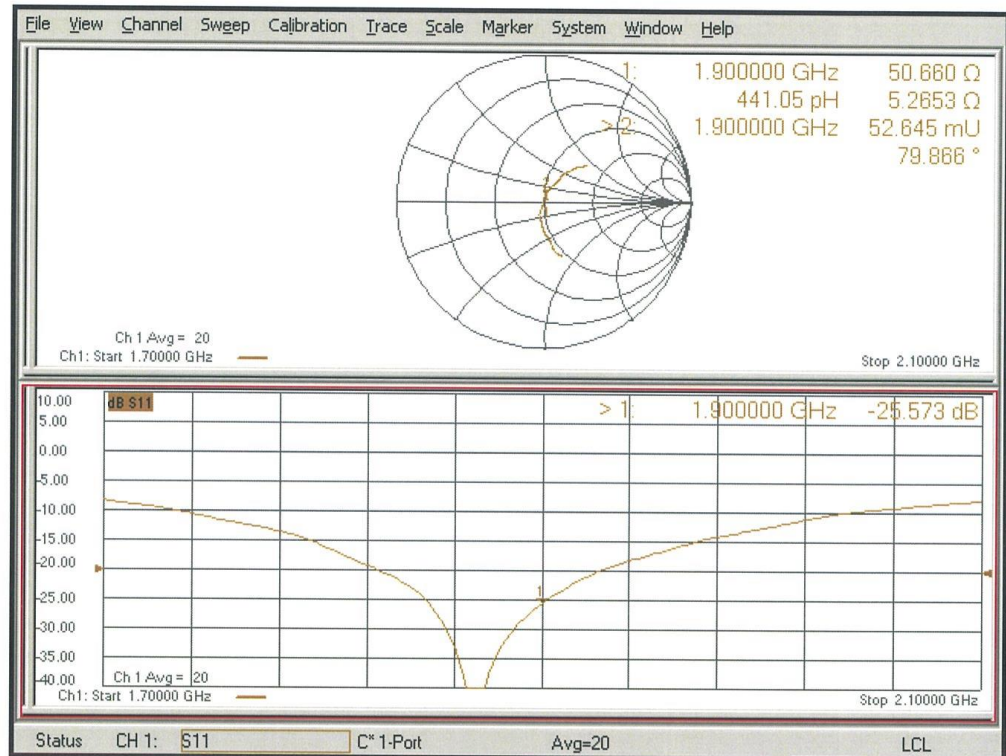 File View Channel Sweep Calibration Trace Scale Marker System Window Help
1: 1.900000 GHz 50.660 Ω
441.05 pH 5.2653 Ω
> 2: 1.900000 GHz 52.645 mU
79.866 °
1
Ch 1 Avg = 20
Ch1: Start 1.70000 GHz
Stop 2.10000 GHz
10.00
dB S11
> 1: 1.900000 GHz -25.573 dB
5.00
0.00
-5.00
-10.00
-15.00
-20.00
1
-25.00
-30.00
-35.00
-40.00
Ch 1 Avg = 20
Ch1: Start 1.70000 GHz
Stop 2.10000 GHz
Status CH 1: S11 C* 1-Port Avg=20 LCL